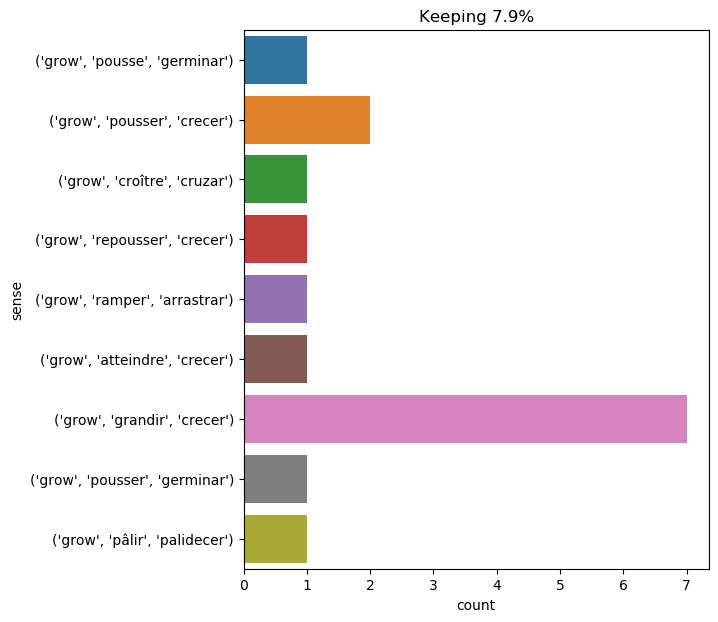 Keeping 7.9%
('grow', 'pousse', 'germinar')
('grow', 'pousser', 'crecer')
('grow', 'croître', 'cruzar')
('grow', 'repousser', 'crecer')
('grow', 'ramper', 'arrastrar')
('grow', 'atteindre', 'crecer')
('grow', 'grandir', 'crecer')
('grow', 'pousser', 'germinar')
('grow', 'pâlir', 'palidecer')
sense
0 1 2 3 4 5 6 7
count